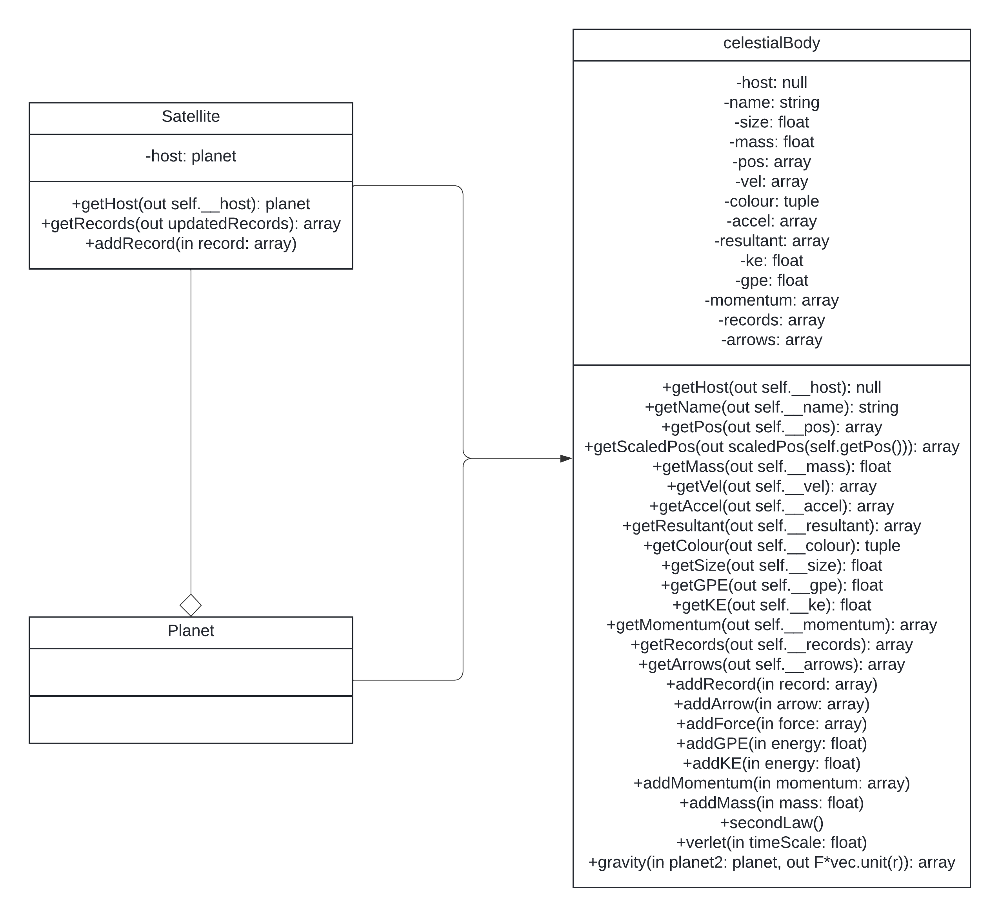 Satellite
-host: planet
+getHost(out self.__host): planet
+getRecords(out updatedRecords): array
+addRecord(in record: array)
Planet
celestialBody
-host: null
-name: string
-size: float
-mass: float
-pos: array
-vel: array
-colour: tuple
-accel: array
-resultant: array
-ke: float
-gpe: float
-momentum: array
-records: array
-arrows: array
+getHost(out self.__host): null
+getName(out self.__name): string
+getPos(out self.__pos): array
+getScaledPos(out scaledPos(self.getPos())): array
+getMass(out self.__mass): float
+getVel(out self.__vel): array
+getAccel(out self.__accel): array
+getResultant(out self.__resultant): array
+getColour(out self.__colour): tuple
+getSize(out self.__size): float
+getGPE(out self.__gpe): float
+getKE(out self.__ke): float
+getMomentum(out self.__momentum): array
+getRecords(out self.__records): array
+getArrows(out self.__arrows): array
+addRecord(in record: array)
+addArrow(in arrow: array)
+addForce(in force: array)
+addGPE(in energy: float)
+addKE(in energy: float)
+addMomentum(in momentum: array)
+addMass(in mass: float)
+secondLaw()
+verlet(in timeScale: float)
+gravity(in planet2: planet, out F*vec.unit(r)): array